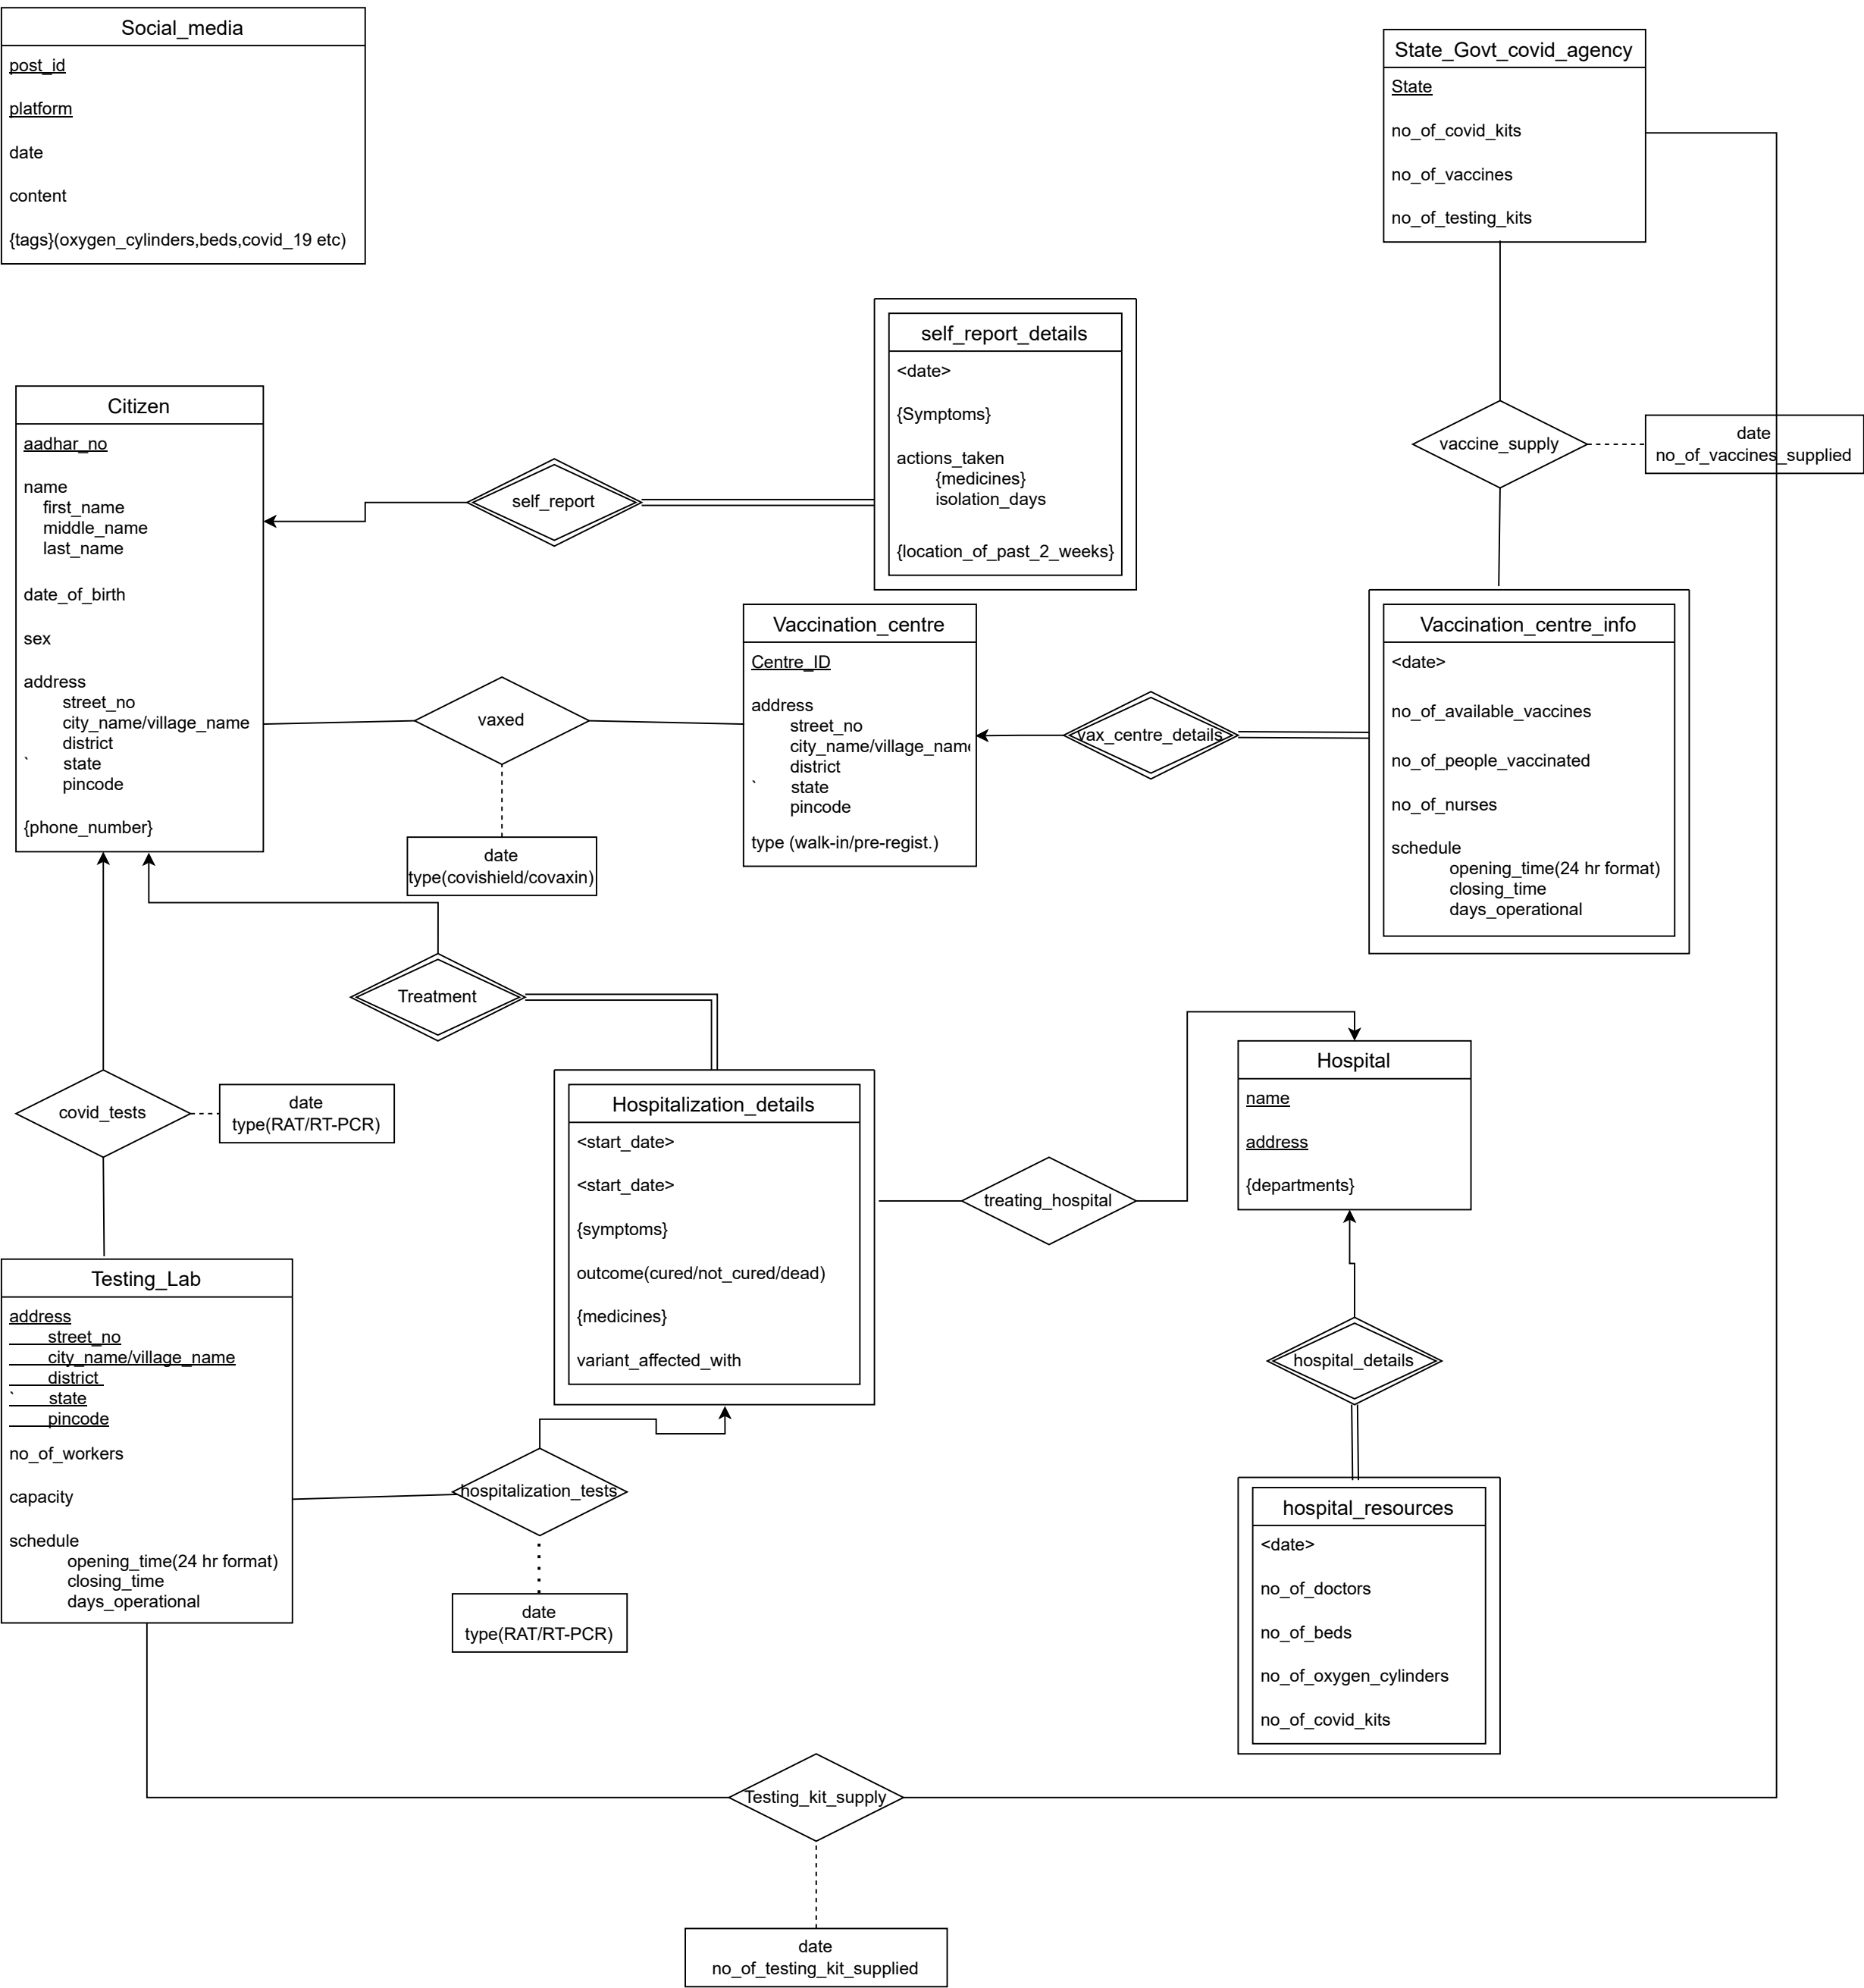 Social_media
post_id
platform
date
content
{tags}(oxygen_cylinders,beds,covid_19 etc)
State_Govt_covid_agency
State
no_of_covid_kits
no_of_vaccines
no_of_testing_kits
self_report_details
<date>
{Symptoms}
actions_taken
{medicines}
isolation_days
{location_of_past_2_weeks}
Citizen
aadhar_no
name
first_name
middle_name
last_name
date_of_birth
sex
address
street_no
city_name/village_name
district
` state
pincode
{phone_number}
self_report
vaccine_supply
date
no_of_vaccines_supplied
vaxed
date
type(covishield/covaxin)
Vaccination_centre
Centre_ID
address
street_no
city_name/village_name
district
` state
pincode
type (walk-in/pre-regist.)
vax_centre_details
Vaccination_centre_info
<date>
no_of_available_vaccines
no_of_people_vaccinated
no_of_nurses
schedule
opening_time(24 hr format)
closing_time
days_operational
Treatment
covid_tests
date
type(RAT/RT-PCR)
Hospitalization_details
<start_date>
<start_date>
{symptoms}
outcome(cured/not_cured/dead)
{medicines}
variant_affected_with
treating_hospital
Hospital
name
address
{departments}
hospital_details
Testing_Lab
address
street_no
city_name/village_name
district
` state
pincode
no_of_workers
capacity
schedule
opening_time(24 hr format)
closing_time
days_operational
hospitalization_tests
date
type(RAT/RT-PCR)
hospital_resources
<date>
no_of_doctors
no_of_beds
no_of_oxygen_cylinders
no_of_covid_kits
Testing_kit_supply
date
no_of_testing_kit_supplied